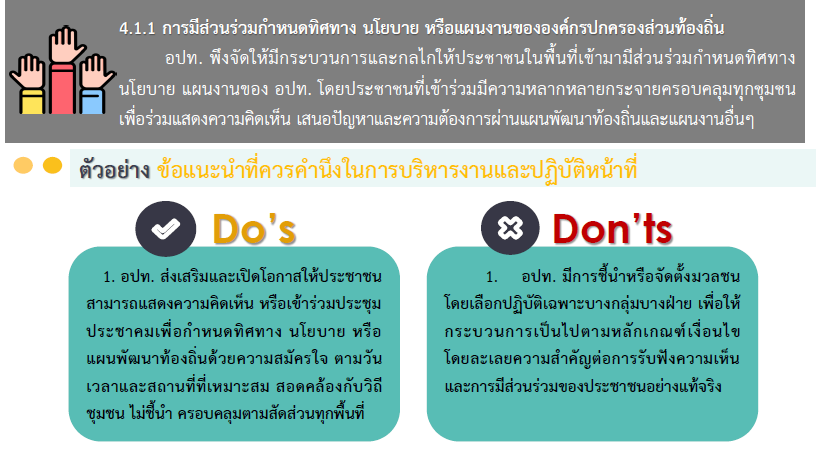 4.1.1 การมีส่วนร่วมกำหนดทิศทาง นโยบาย หรือแผนงานขององค์กรปกครองส่วนท้องถิ่น
อปท. พึงจัดให้มีกระบวนการและกลไกให้ประชาชนในพื้นที่เข้ามามีส่วนร่วมกำหนดทิศทาง
นโยบาย แผนงานของ อปท. โดยประชาชนที่เข้าร่วมมีความหลากหลายกระจายครอบคลุมทุกชุมชน
เพื่อร่วมแสดงความคิดเห็น เสนอปัญหาและความต้องการผ่านแผนพัฒนาท้องถิ่นและแผนงานอื่นๆ
ตัวอย่าง ข้อแนะนำที่ควรคำนึงในการบริหารงานและปฏิบัติหน้าที่
Do's
1. อปท. ส่งเสริมและเปิดโอกาสให้ประชาชน
สามารถแสดงความคิดเห็น หรือเข้าร่วมประชุม
ประชาคมเพื่อกำหนดทิศทาง นโยบาย หรือ
แผนพัฒนาท้องถิ่นด้วยความสมัครใจ ตามวัน
เวลาและสถานที่ที่เหมาะสม สอดคล้องกับวิถี
ชุมชน ไม่ชี้นำ ครอบคลุมตามสัดส่วนทุกพื้นที่
Don'ts
1. อปท. มีการชี้นำหรือจัดตั้งมวลชน
โดยเลือกปฏิบัติเฉพาะบางกลุ่มบางฝ่าย เพื่อให้
กระบวนการเป็นไปตามหลักเกณฑ์เงื่อนไข
โดยละเลยความสำคัญต่อการรับฟังความเห็น
และการมีส่วนร่วมของประชาชนอย่างแท้จริง